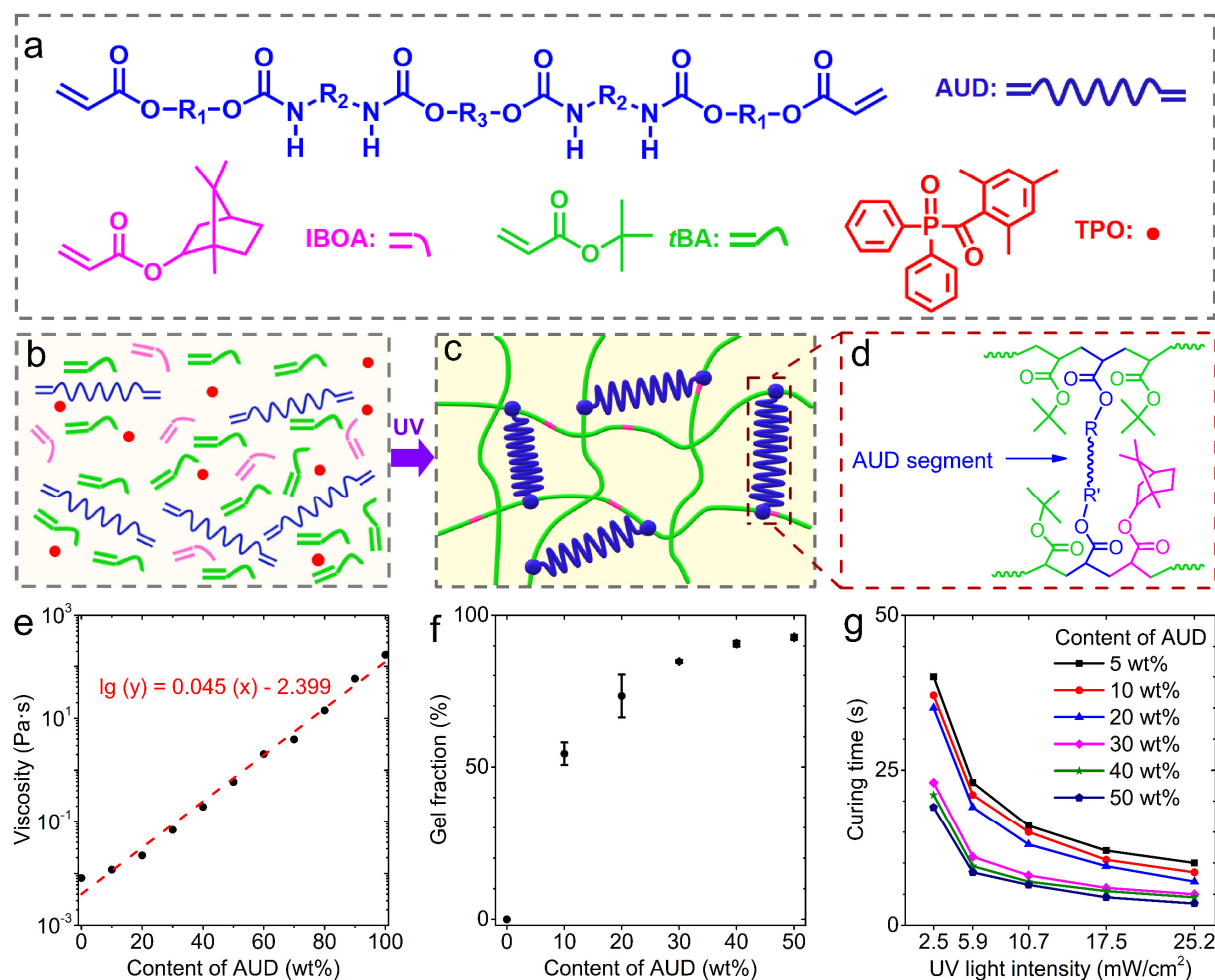 a
O O O O O O
O R₁ O N R₂ N O R₃ O N R₂ N O R₁ O
H H H H
AUD:
O
O
IBOA:
O
O
tBA:
O
P
O
TPO:
b
UV
c
d
O O O O O O
R
AUD segment
R'
O O O O O O
e
Viscosity (Pa·s)
10³
10¹
10⁻¹
10⁻³
lg (y) = 0.045 (x) - 2.399
0 20 40 60 80 100
Content of AUD (wt%)
f
Gel fraction (%)
100
50
0
0 10 20 30 40 50
Content of AUD (wt%)
g
Curing time (s)
50
25
0
Content of AUD
5 wt%
10 wt%
20 wt%
30 wt%
40 wt%
50 wt%
2.5 5.9 10.7 17.5 25.2
UV light intensity (mW/cm²)